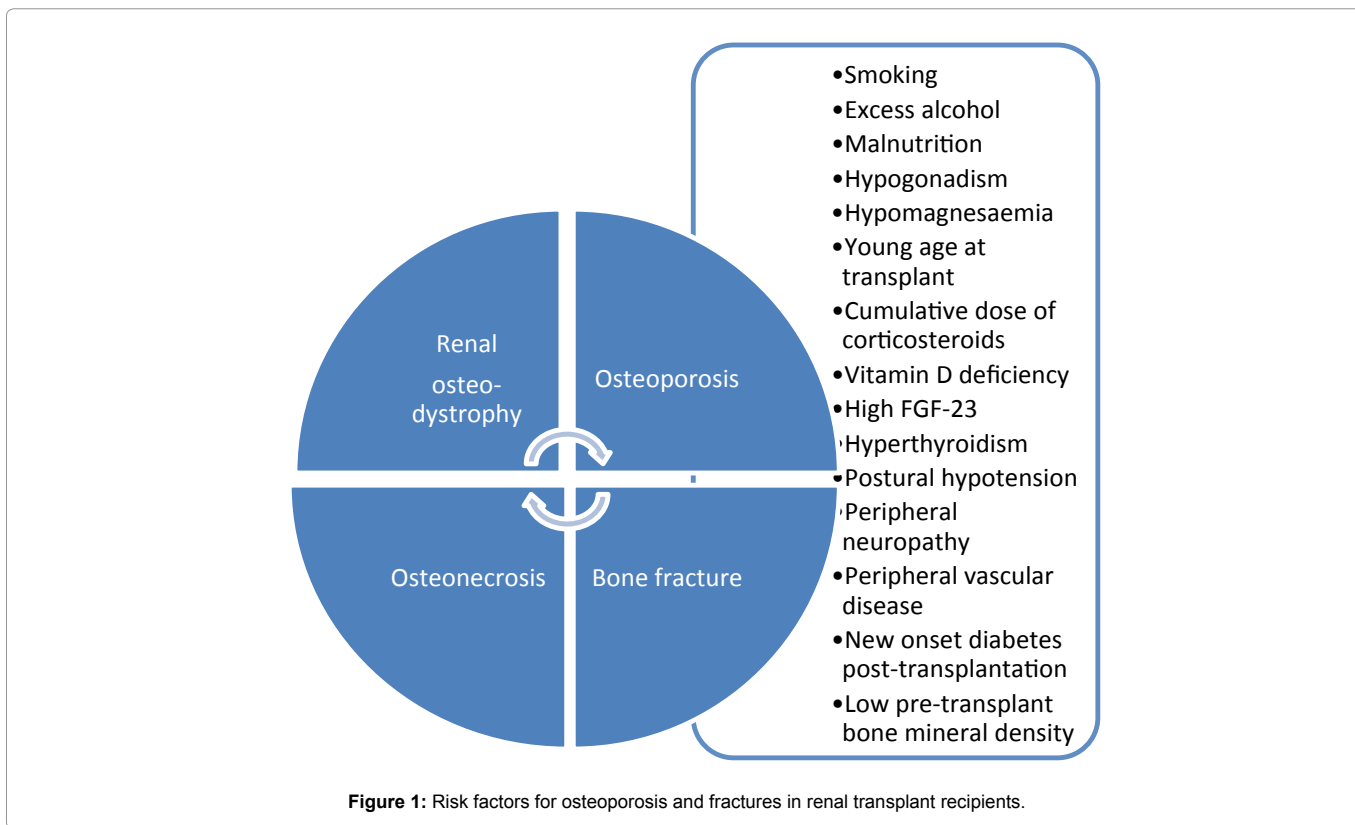 •Smoking
•Excess alcohol
•Malnutrition
•Hypogonadism
•Hypomagnesaemia
•Young age at
transplant
•Cumulative dose of
corticosteroids
•Vitamin D deficiency
•High FGF-23
•Hyperthyroidism
•Postural hypotension
•Peripheral
neuropathy
•Peripheral vascular
disease
•New onset diabetes
post-transplantation
•Low pre-transplant
bone mineral density
Renal
osteo-
dystrophy
Osteoporosis
Osteonecrosis
Bone fracture
Figure 1: Risk factors for osteoporosis and fractures in renal transplant recipients.